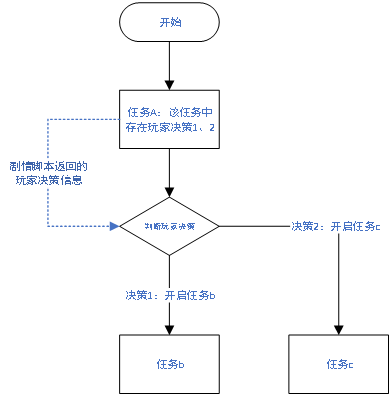 开始
任务A：该任务中
存在玩家决策1、2
剧情脚本返回的
玩家决策信息
判断玩家决策
决策2：开启任务c
决策1：开启任务b
任务b
任务c